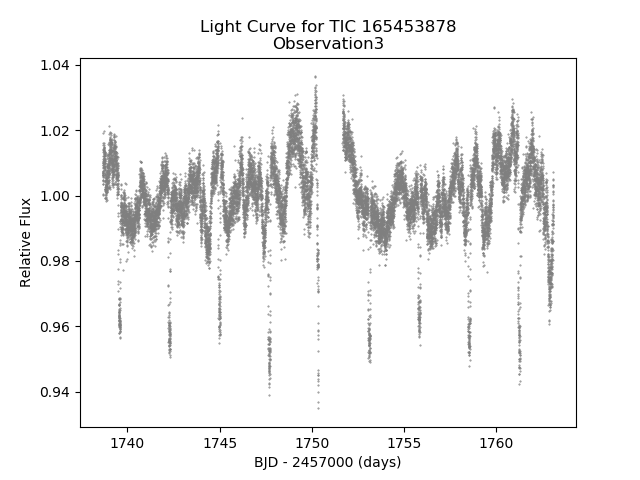 Light Curve for TIC 165453878
Observation3
1.04
1.02
1.00
0.98
0.96
0.94
Relative Flux
1740
1745
1750
1755
1760
BJD - 2457000 (days)